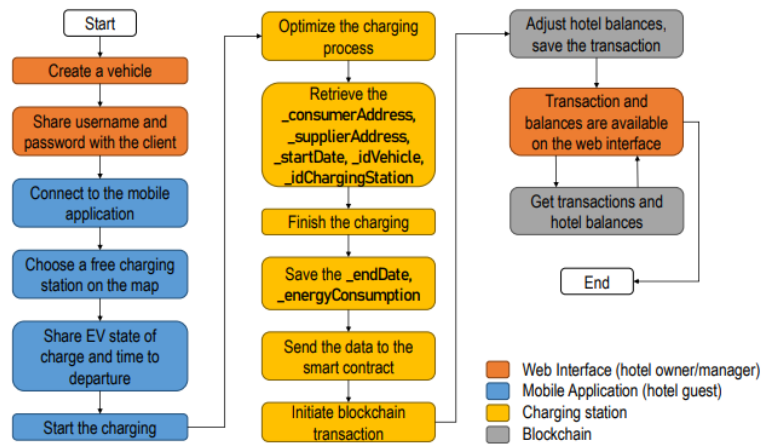 Start
Create a vehicle
Share username and
password with the client
Connect to the mobile
application
Choose a free charging
station on the map
Share EV state of
charge and time to
departure
Start the charging
Optimize the charging
process
Retrieve the
_consumerAddress,
_supplierAddress,
_startDate, _idVehicle,
_idChargingStation
Finish the charging
Save the _endDate,
_energyConsumption
Send the data to the
smart contract
Initiate blockchain
transaction
Adjust hotel balances,
save the transaction
Transaction and
balances are available
on the web interface
Get transactions and
hotel balances
End
Web Interface (hotel owner/manager)
Mobile Application (hotel guest)
Charging station
Blockchain